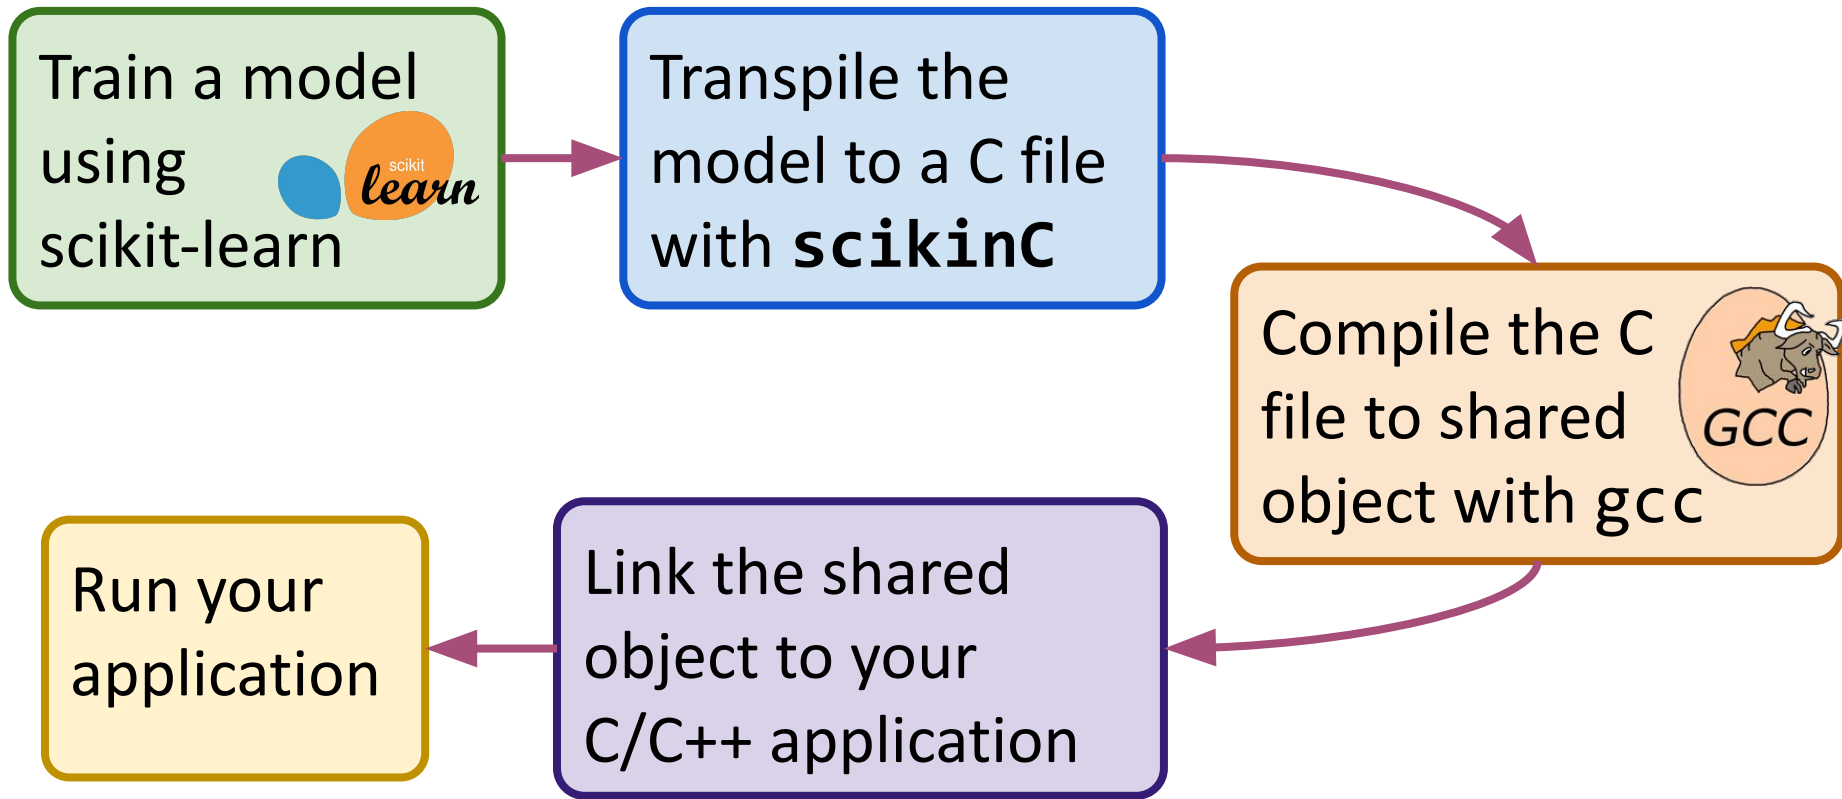 Train a model
using
scikit-learn
scikit
learn
Transpile the
model to a C file
with scikinC
Compile the C
file to shared
object with gcc
GCC
Link the shared
object to your
C/C++ application
Run your
application